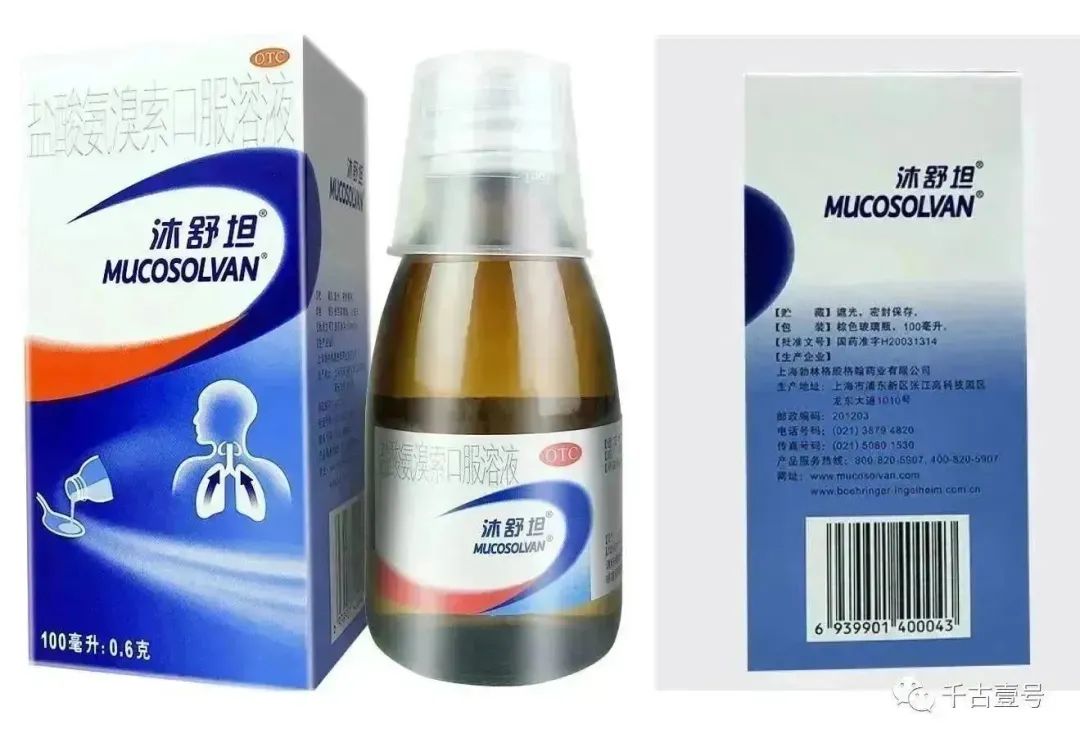 OTC
盐酸氨溴索口服溶液
沐舒坦®
MUCOSOLVAN®
100毫升:0.6克
沐舒坦®
MUCOSOLVAN
盐酸氨溴索口服溶液
OTC
沐舒坦®
MUCOSOLVAN®
沐舒坦®
MUCOSOLVAN®
【贮 藏】遮光，密封保存。
【包 装】棕色玻璃瓶，100毫升。
【批准文号】国药准字H20031314
【生产企业】
上海勃林格殷格翰药业有限公司
生产地址：上海市浦东新区张江高科技园区
龙东大道1010号
邮政编码：201203
电话号码：(021) 3879 4820
传真号码：(021) 5080 1530
产品服务热线：800-820-5907, 400-820-5907
网址：www.mucosolvan.com
www.boehringer-ingelheim.com.cn
6 939901 400043
千古壹号